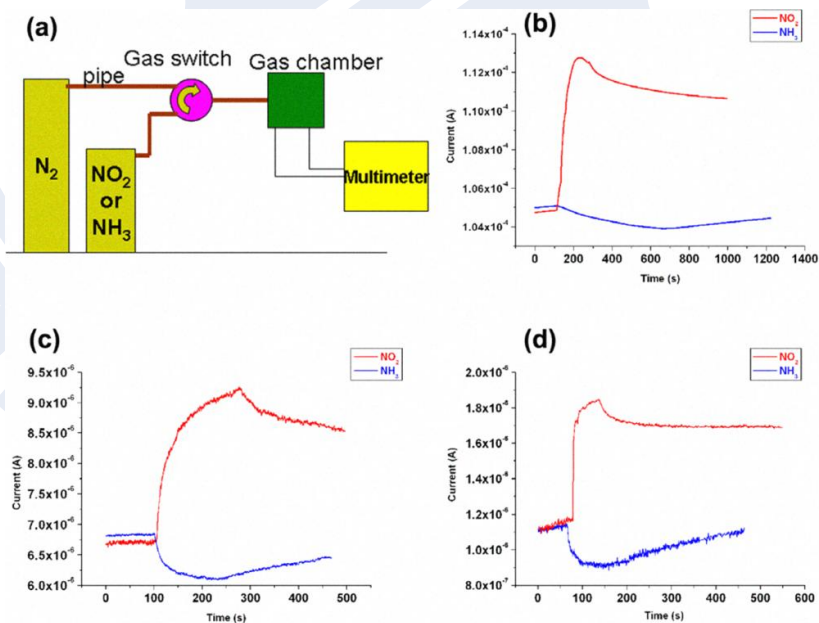 (a)
Gas switch
Gas chamber
pipe
N₂
NO₂
or
NH₃
Multimeter
(b)
NO₂
NH₃
1.14x10⁻⁴
1.12x10⁻⁴
1.10x10⁻⁴
1.08x10⁻⁴
1.06x10⁻⁴
1.04x10⁻⁴
Current (A)
0 200 400 600 800 1000 1200 1400
Time (s)
(c)
NO₂
NH₃
9.5x10⁻⁶
9.0x10⁻⁶
8.5x10⁻⁶
8.0x10⁻⁶
7.5x10⁻⁶
7.0x10⁻⁶
6.5x10⁻⁶
6.0x10⁻⁶
Current (A)
0 100 200 300 400 500
Time (s)
(d)
NO₂
NH₃
2.0x10⁻⁶
1.8x10⁻⁶
1.6x10⁻⁶
1.4x10⁻⁶
1.2x10⁻⁶
1.0x10⁻⁶
8.0x10⁻⁷
Current (A)
0 100 200 300 400 500 600
Time (s)